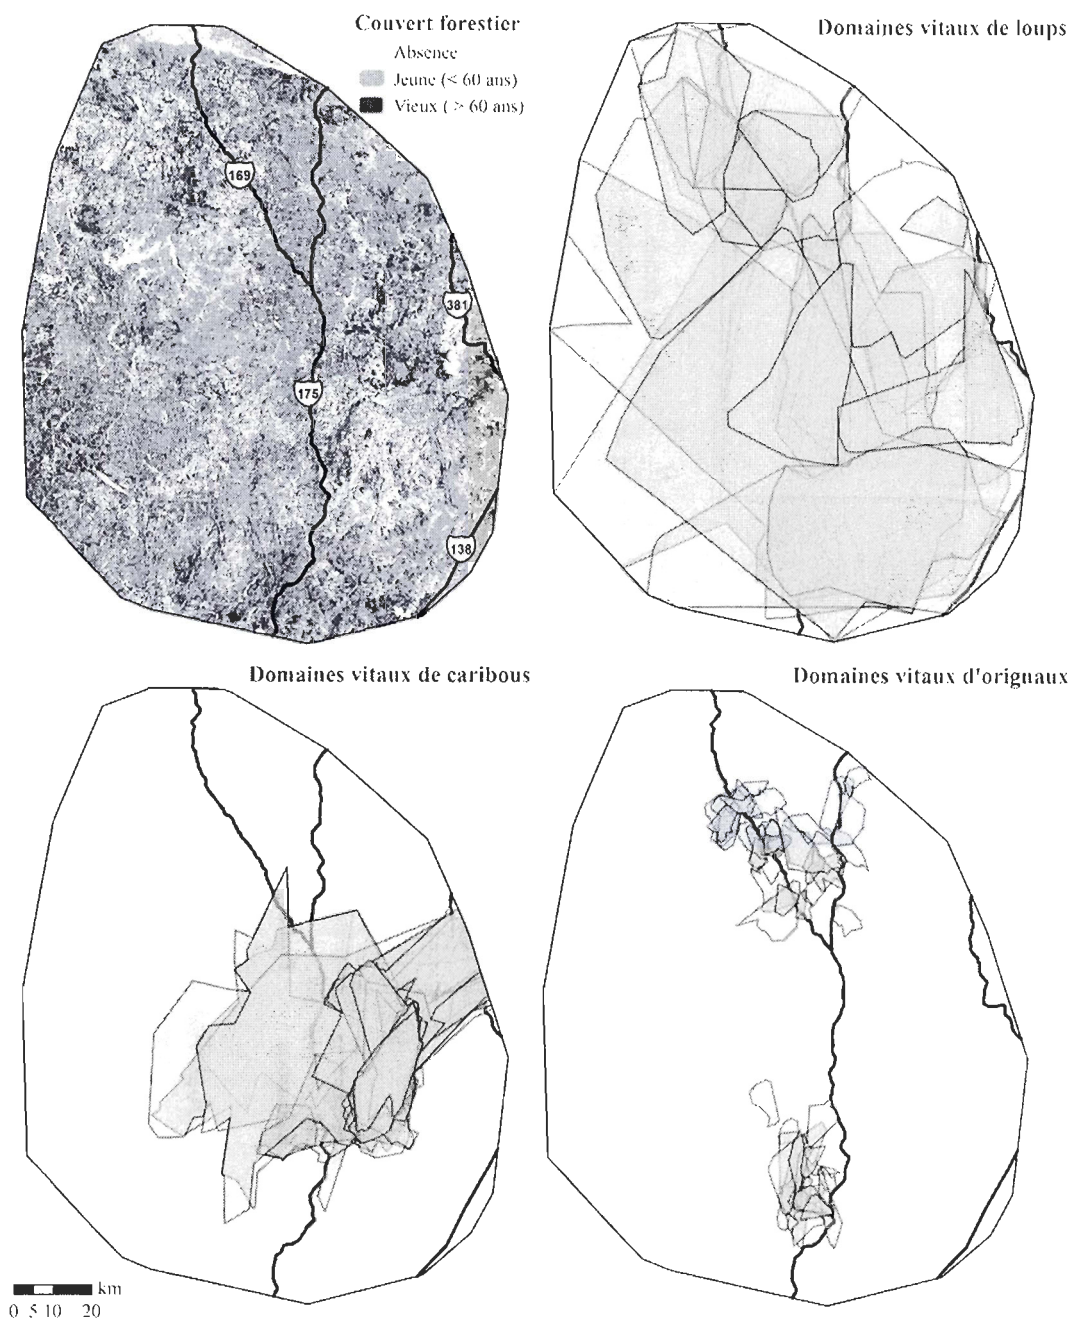 Couvert forestier
Absence
Jeune (< 60 ans)
Vieux ( > 60 ans)
169
381
175
138
Domaines vitaux de loups
Domaines vitaux de caribous
Domaines vitaux d'orignaux
km
0 5 10 20